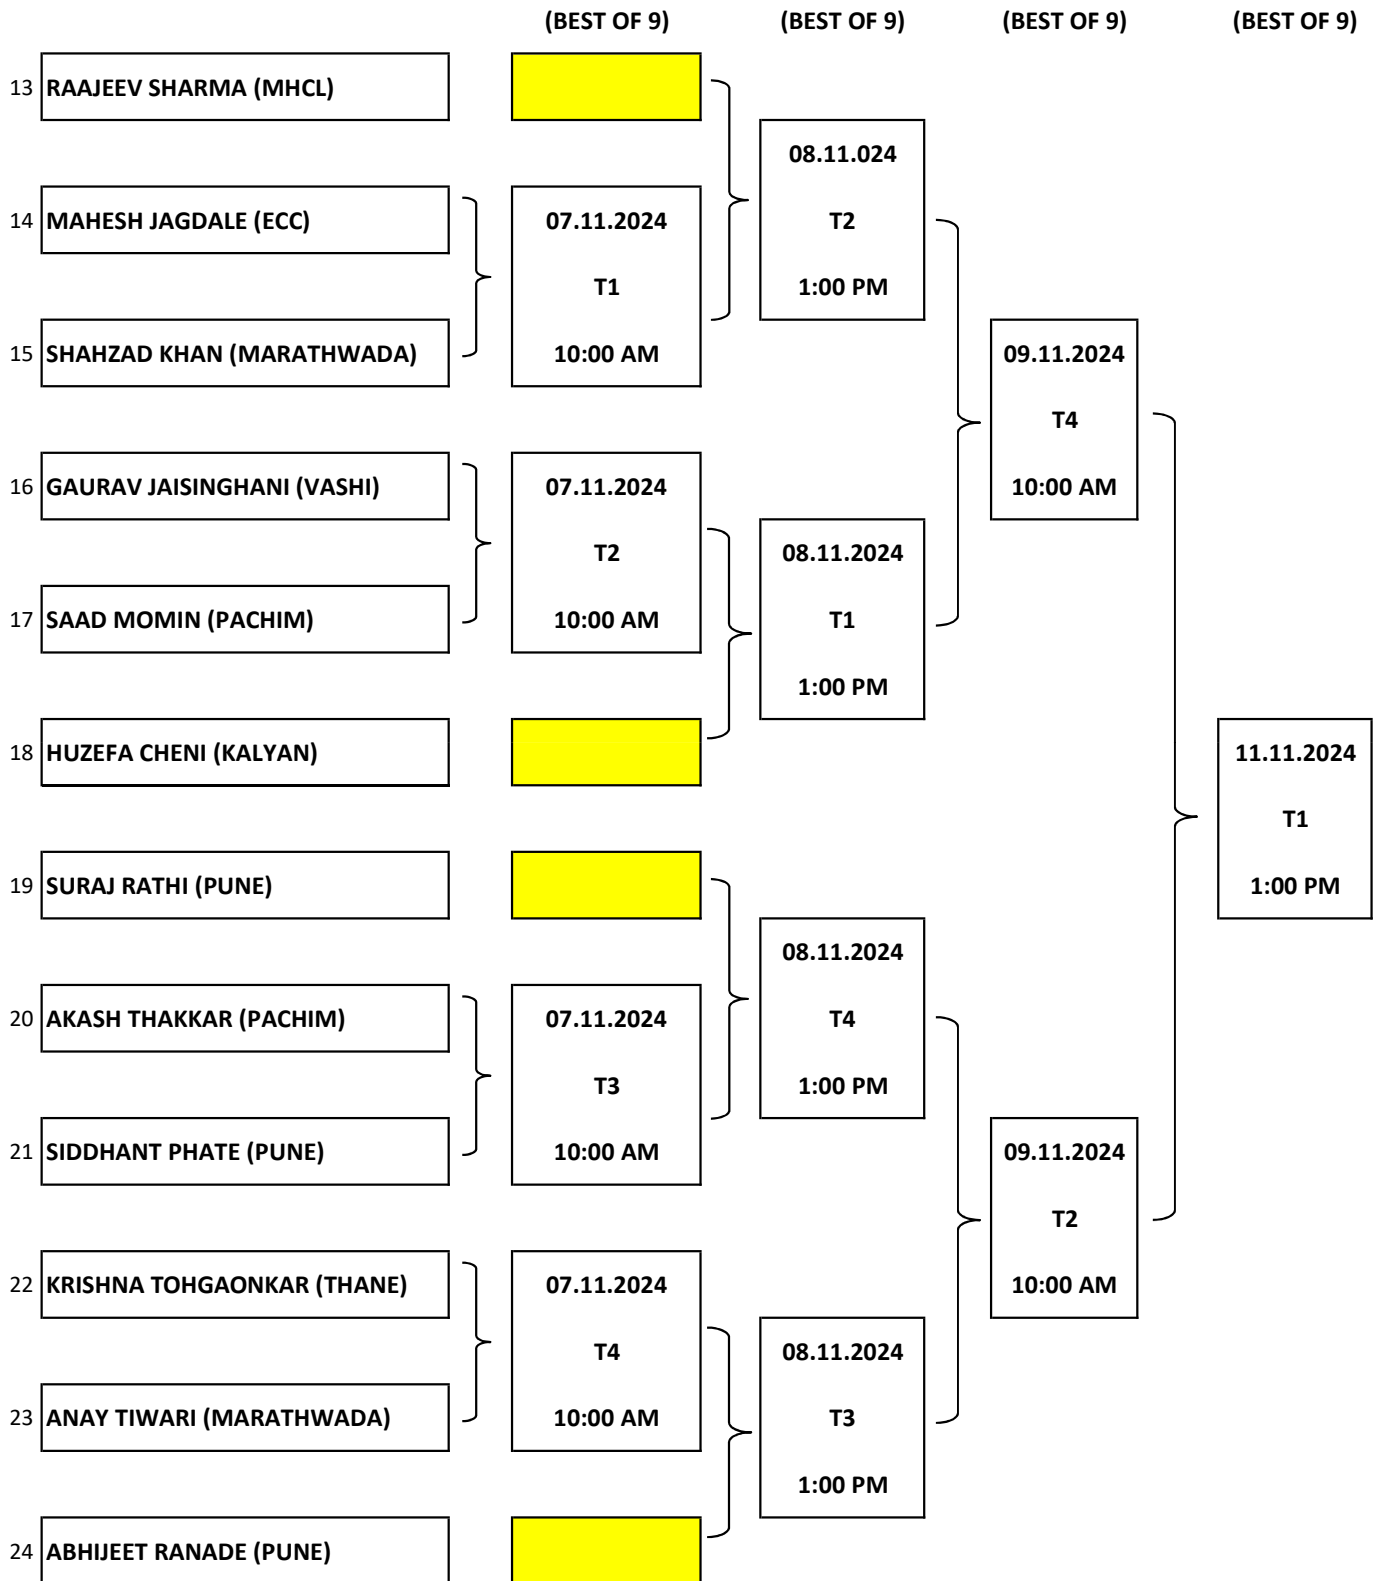 (BEST OF 9) (BEST OF 9) (BEST OF 9) (BEST OF 9)
13 RAAJEEV SHARMA (MHCL)
08.11.024
14 MAHESH JAGDALE (ECC) 07.11.2024 T2
T1 1:00 PM
15 SHAHZAD KHAN (MARATHWADA) 10:00 AM 09.11.2024
T4
16 GAURAV JAISINGHANI (VASHI) 07.11.2024 10:00 AM
T2 08.11.2024
17 SAAD MOMIN (PACHIM) 10:00 AM T1
1:00 PM
18 HUZEFA CHENI (KALYAN) 11.11.2024
T1
19 SURAJ RATHI (PUNE) 1:00 PM
08.11.2024
20 AKASH THAKKAR (PACHIM) 07.11.2024 T4
T3 1:00 PM
21 SIDDHANT PHATE (PUNE) 10:00 AM 09.11.2024
T2
22 KRISHNA TOHGAONKAR (THANE) 07.11.2024 10:00 AM
T4 08.11.2024
23 ANAY TIWARI (MARATHWADA) 10:00 AM T3
1:00 PM
24 ABHIJEET RANADE (PUNE)